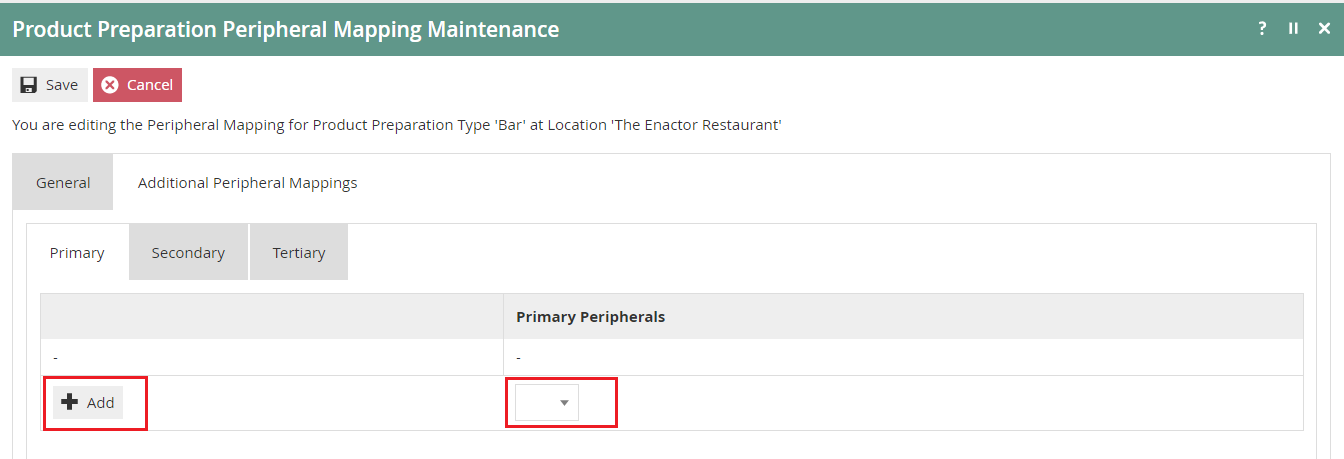 Product Preparation Peripheral Mapping Maintenance ?
Save Cancel
You are editing the Peripheral Mapping for Product Preparation Type 'Bar' at Location 'The Enactor Restaurant'
General Additional Peripheral Mappings
Primary Secondary Tertiary
Primary Peripherals
- -
Add